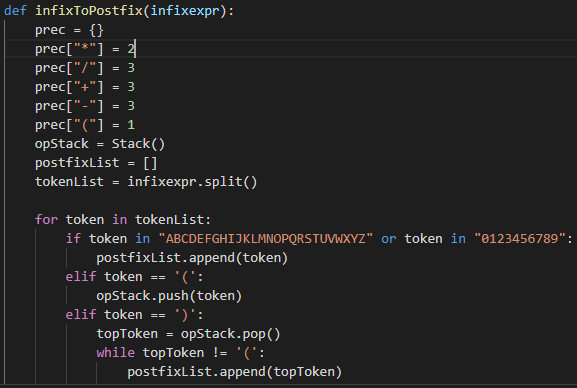 def infixToPostfix(infixexpr):
    prec = {}
    prec["*"] = 2
    prec["/"] = 3
    prec["+"] = 3
    prec["-"] = 3
    prec["("] = 1
    opStack = Stack()
    postfixList = []
    tokenList = infixexpr.split()

    for token in tokenList:
        if token in "ABCDEFGHIJKLMNOPQRSTUVWXYZ" or token in "0123456789":
            postfixList.append(token)
        elif token == '(':
            opStack.push(token)
        elif token == ')':
            topToken = opStack.pop()
            while topToken != '(':
                postfixList.append(topToken)